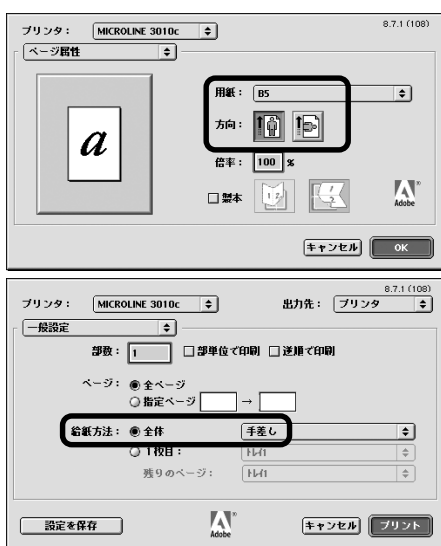 8.7.1 (108)
プリンタ： MICROLINE 3010c
ページ属性
用紙： B5
a
方向：
倍率： 100 %
製本
1 2
Adobe
キャンセル OK
8.7.1 (108)
プリンタ： MICROLINE 3010c 出力先： プリンタ
一般設定
部数： 1 部単位で印刷 逆順で印刷
ページ： 全ページ
指定ページ →
給紙方法： 全体 手差し
1枚目： トレイ1
残りのページ： トレイ1
設定を保存 Adobe キャンセル プリント